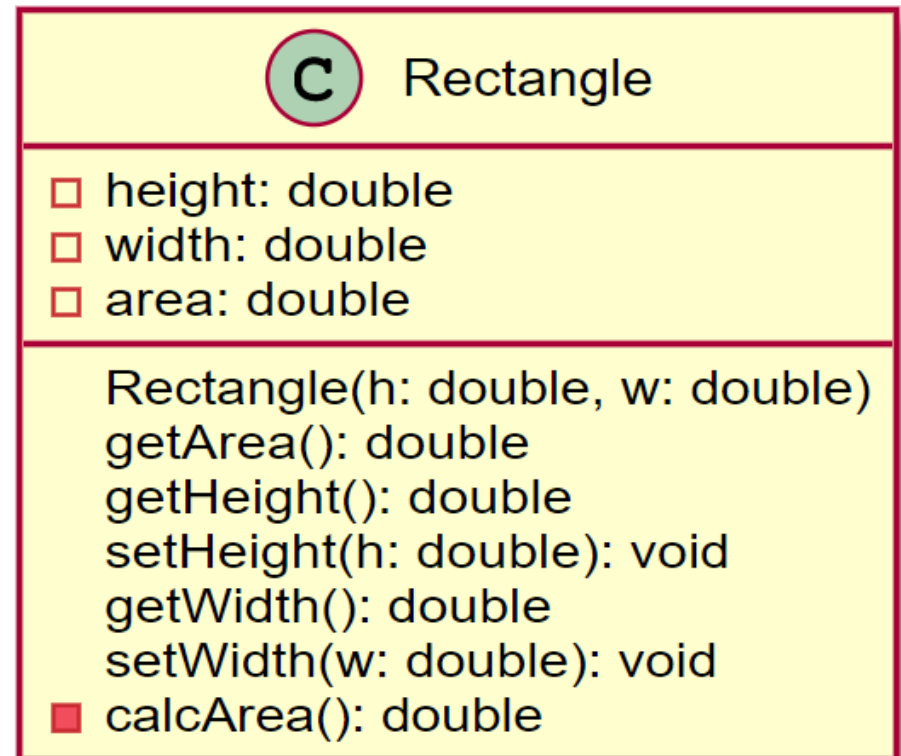 C Rectangle
height: double
width: double
area: double
Rectangle(h: double, w: double)
getArea(): double
getHeight(): double
setHeight(h: double): void
getWidth(): double
setWidth(w: double): void
calcArea(): double